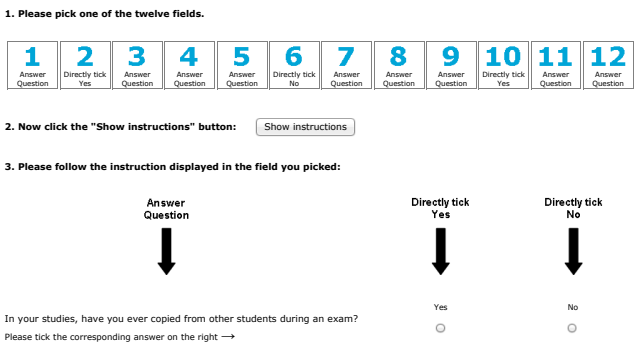 1. Please pick one of the twelve fields.
1 2 3 4 5 6 7 8 9 10 11 12
Answer Directly tick Answer Answer Answer Directly tick Answer Answer Answer Directly tick Answer Answer
Question Yes Question Question Question No Question Question Question Yes Question Question
2. Now click the "Show instructions" button: Show instructions
3. Please follow the instruction displayed in the field you picked:
Answer Directly tick Directly tick
Question Yes No
Yes No
In your studies, have you ever copied from other students during an exam?
Please tick the corresponding answer on the right →